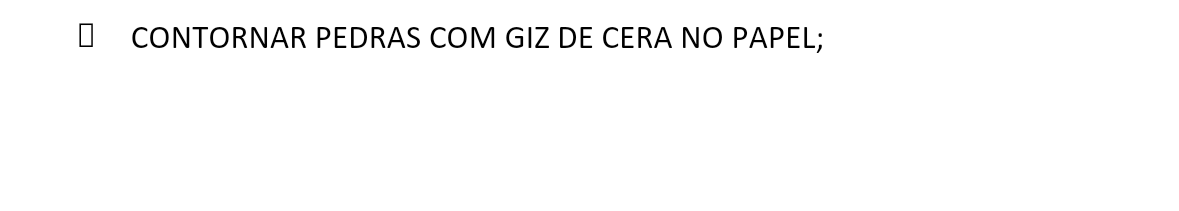 CONTORNAR PEDRAS COM GIZ DE CERA NO PAPEL;